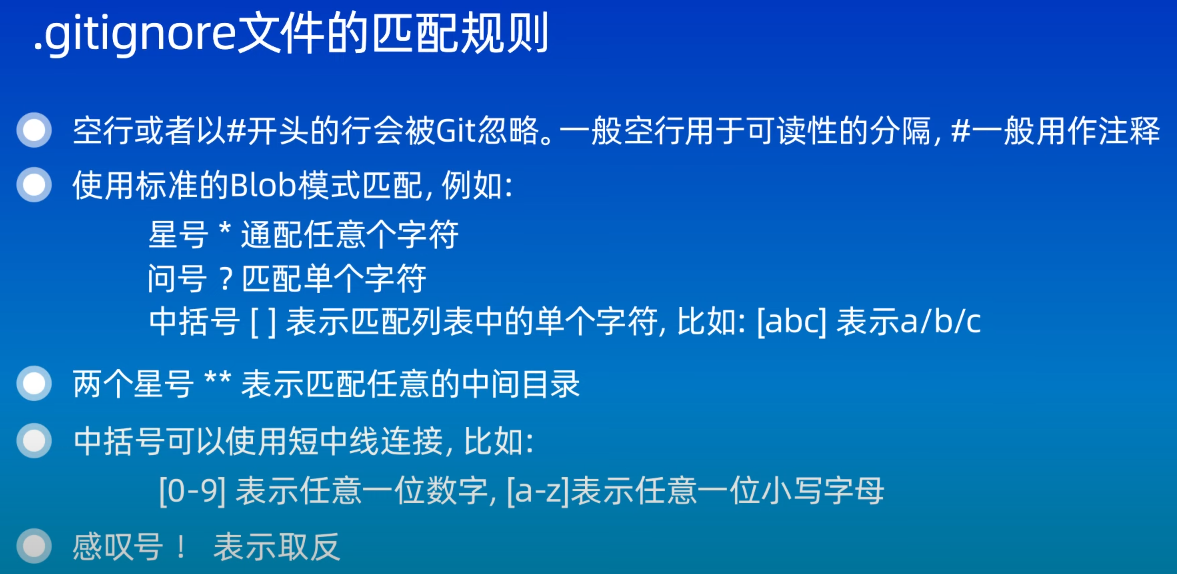 .gitignore文件的匹配规则
空行或者以#开头的行会被Git忽略。一般空行用于可读性的分隔, #一般用作注释
使用标准的Blob模式匹配, 例如:
星号 * 通配任意个字符
问号 ? 匹配单个字符
中括号 [ ] 表示匹配列表中的单个字符, 比如: [abc] 表示a/b/c
两个星号 ** 表示匹配任意的中间目录
中括号可以使用短中线连接, 比如:
[0-9] 表示任意一位数字, [a-z]表示任意一位小写字母
感叹号 ! 表示取反